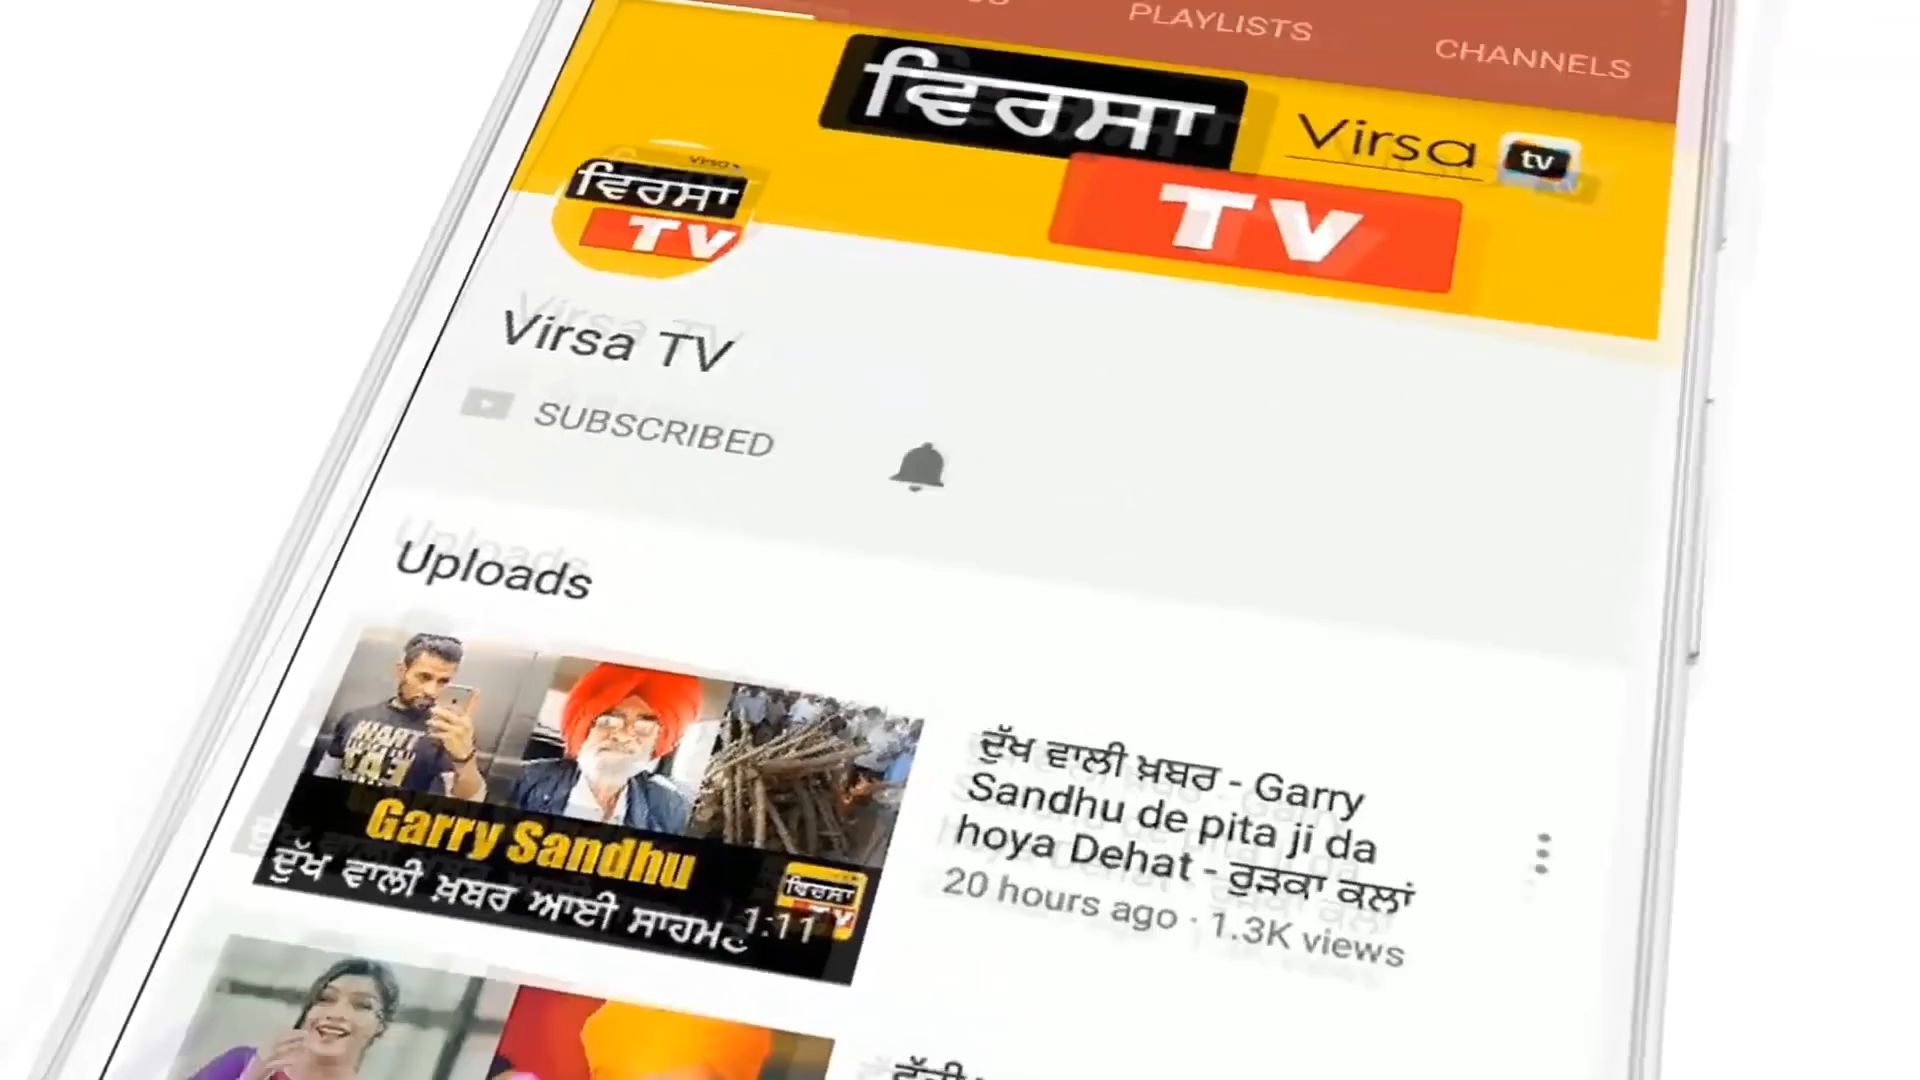 PLAYLISTS
CHANNELS
ਵਿਰਸਾ
TV
Virsa
tv
ਵਿਰਸਾ
TV
Virsa TV
SUBSCRIBED
Uploads
Garry Sandhu
ਦੁੱਖ ਵਾਲੀ ਖ਼ਬਰ ਆਈ ਸਾਹਮਣੇ
1:11
ਵਿਰਸਾ
TV
ਦੁੱਖ ਵਾਲੀ ਖ਼ਬਰ - Garry
Sandhu de pita ji da
hoya Dehat - ਰੁੜਕਾ ਕਲਾਂ
20 hours ago · 1.3K views